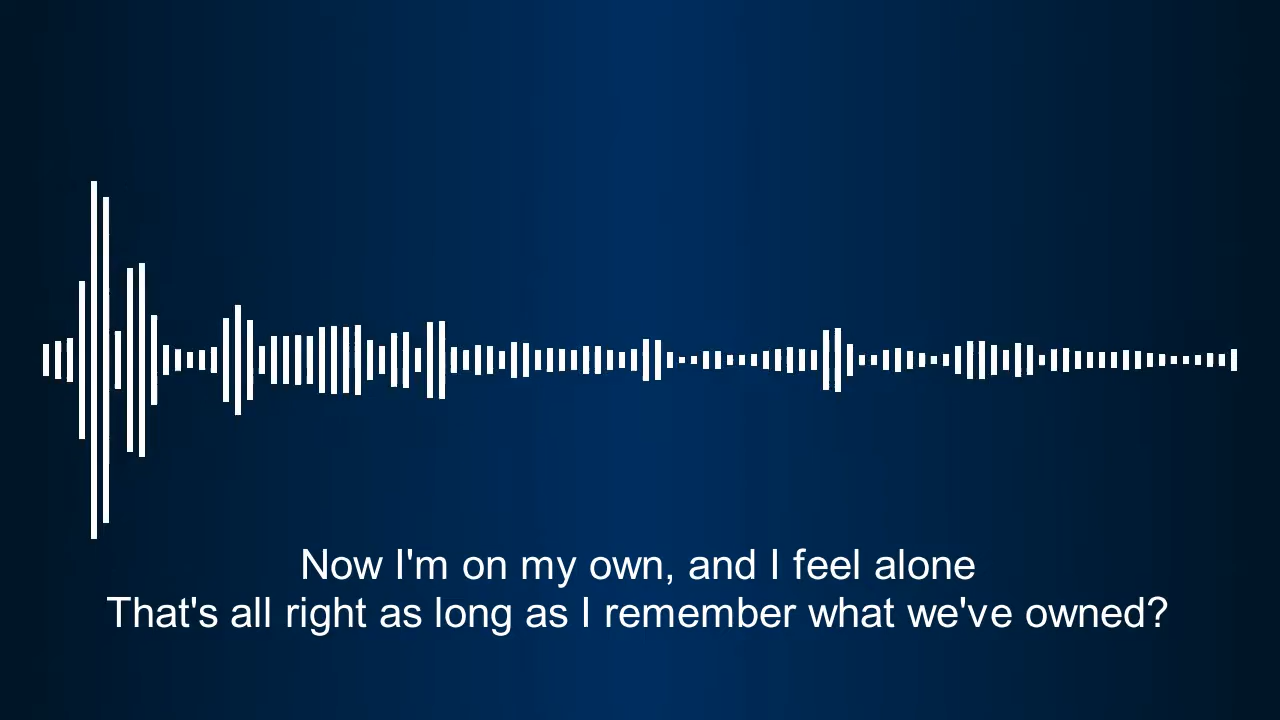 Now I'm on my own, and I feel alone
That's all right as long as I remember what we've owned?